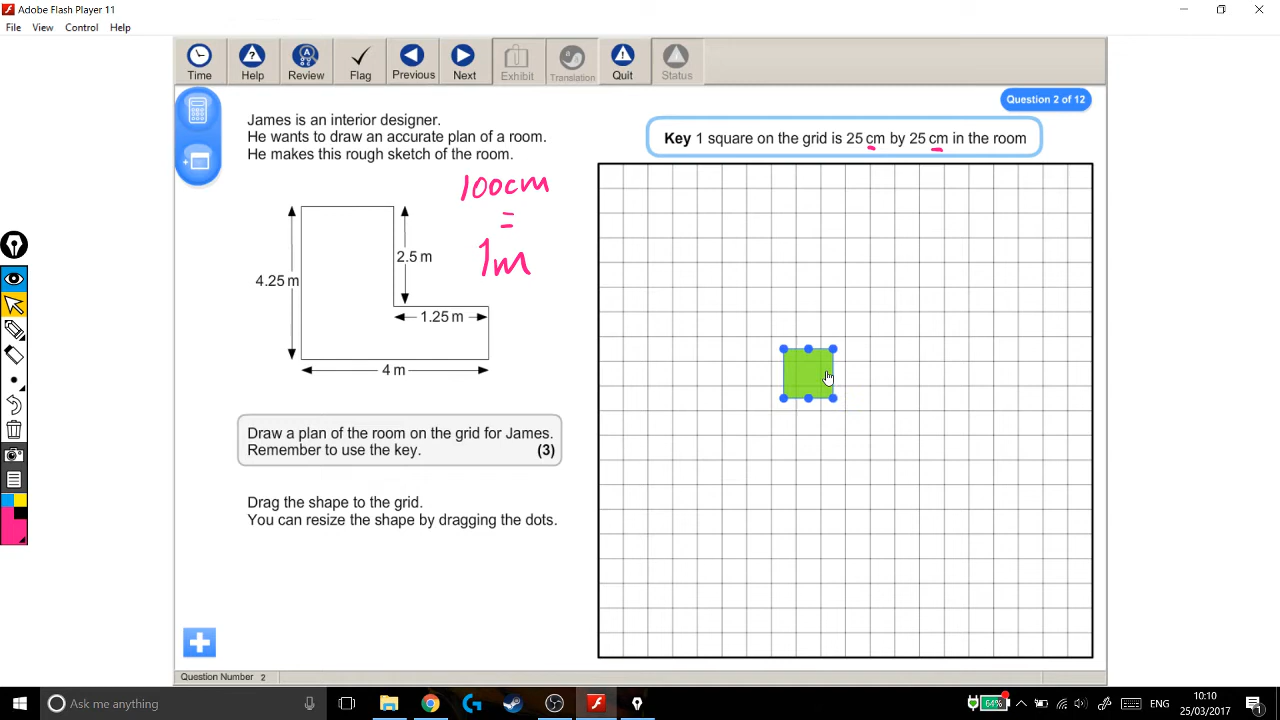 Adobe Flash Player 11
File View Control Help
Time Help Review Flag Previous Next Exhibit Translation Quit Status
Question 2 of 12
James is an interior designer.
He wants to draw an accurate plan of a room.
He makes this rough sketch of the room.
Key 1 square on the grid is 25 cm by 25 cm in the room
100cm
=
1m
2.5 m
4.25 m
1.25 m
4 m
Draw a plan of the room on the grid for James.
Remember to use the key. (3)
Drag the shape to the grid.
You can resize the shape by dragging the dots.
Question Number 2
Ask me anything
64%
ENG
10:10
25/03/2017
1